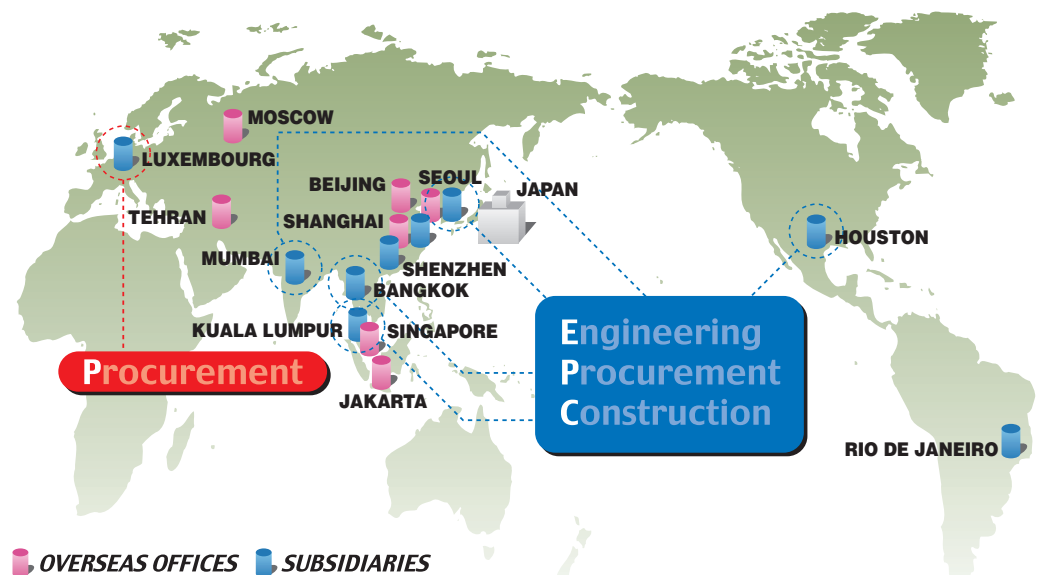 MOSCOW
LUXEMBOURG
BEIJING
SEOUL
JAPAN
TEHRAN
SHANGHAI
HOUSTON
MUMBAI
SHENZHEN
BANGKOK
KUALA LUMPUR
SINGAPORE
Engineering
Procurement
Construction
Procurement
JAKARTA
RIO DE JANEIRO
OVERSEAS OFFICES
SUBSIDIARIES